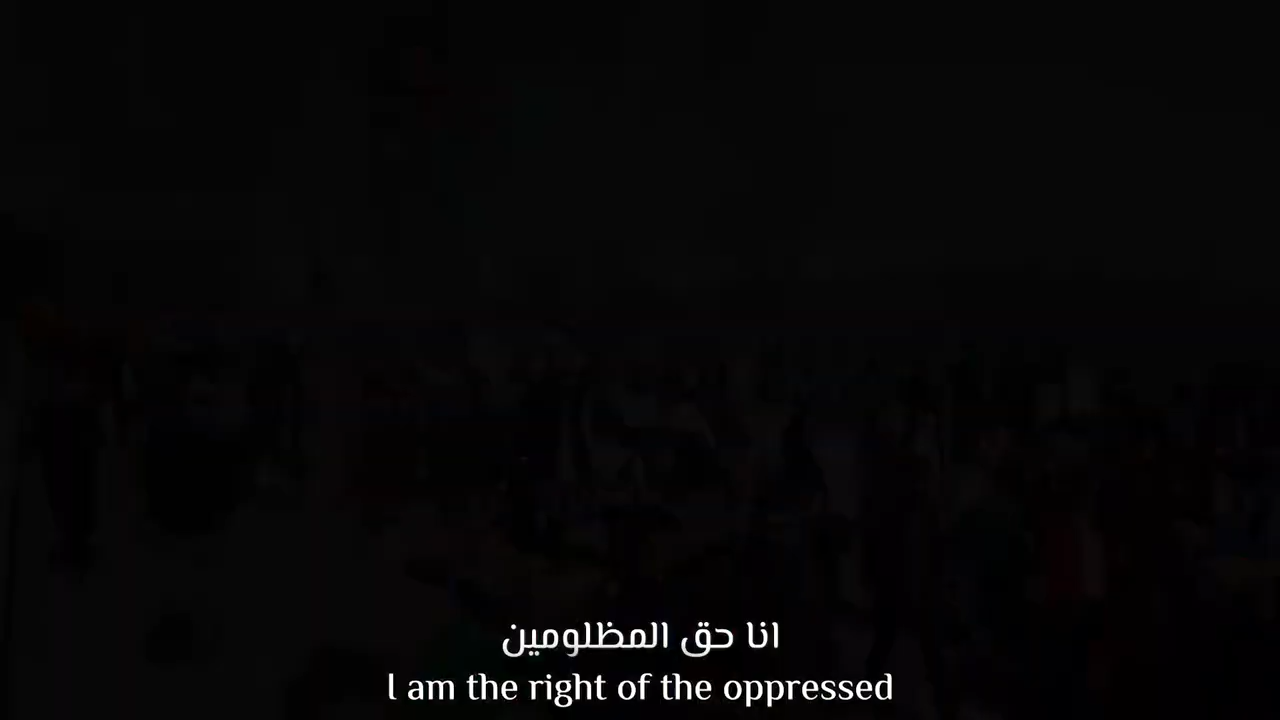 انا حق المظلومين
I am the right of the oppressed